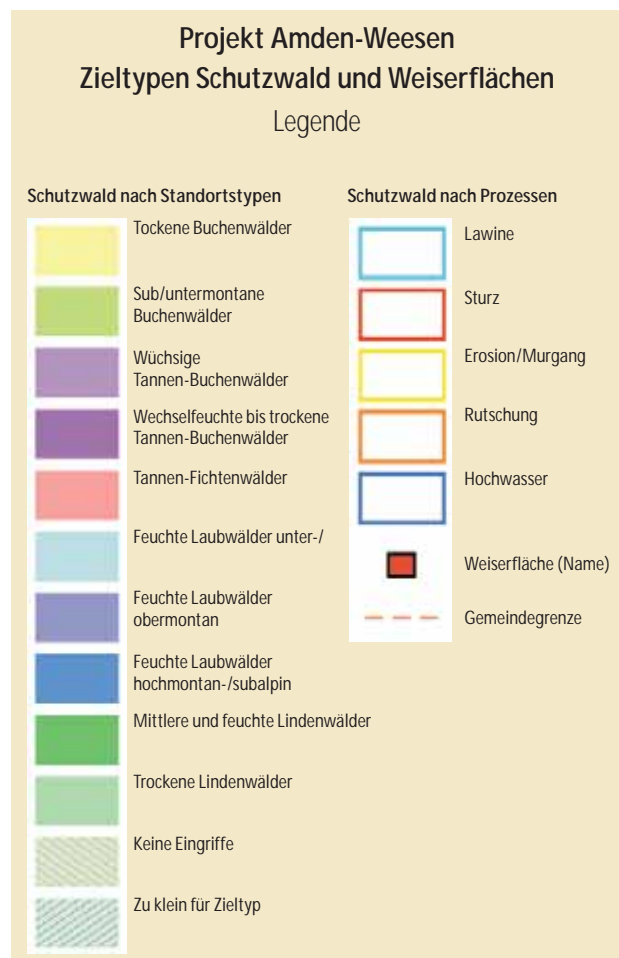 Projekt Amden-Weesen
Zieltypen Schutzwald und Weiserflächen
Legende
Schutzwald nach Standortstypen
Tockene Buchenwälder
Sub/untermontane
Buchenwälder
Wüchsige
Tannen-Buchenwälder
Wechselfeuchte bis trockene
Tannen-Buchenwälder
Tannen-Fichtenwälder
Feuchte Laubwälder unter-/
Feuchte Laubwälder
obermontan
Feuchte Laubwälder
hochmontan-/subalpin
Mittlere und feuchte Lindenwälder
Trockene Lindenwälder
Keine Eingriffe
Zu klein für Zieltyp
Schutzwald nach Prozessen
Lawine
Sturz
Erosion/Murgang
Rutschung
Hochwasser
Weiserfläche (Name)
Gemeindegrenze